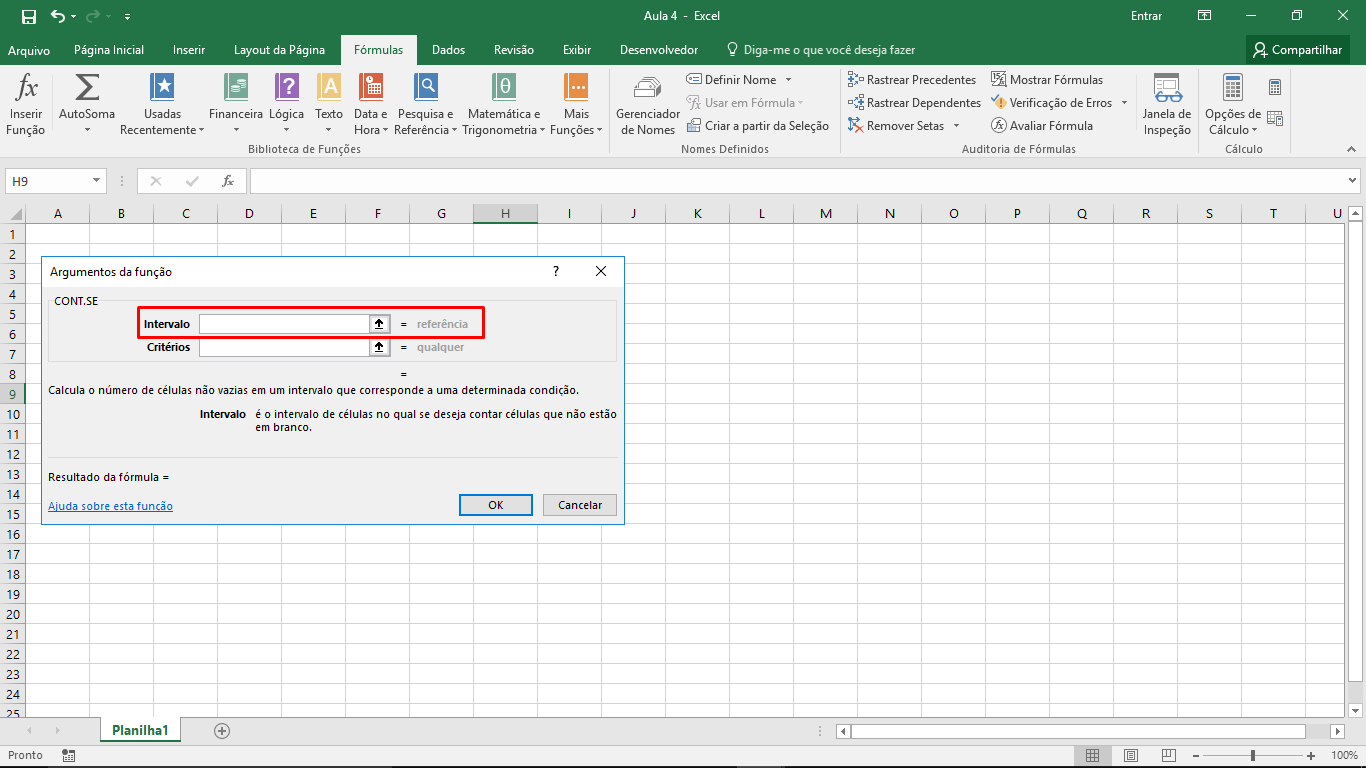 Aula 4 - Excel
Entrar
Arquivo Página Inicial Inserir Layout da Página Fórmulas Dados Revisão Exibir Desenvolvedor Diga-me o que você deseja fazer Compartilhar
Inserir Função
AutoSoma
Usadas Recentemente
Financeira
Lógica
Texto
Data e Hora
Pesquisa e Referência
Matemática e Trigonometria
Mais Funções
Biblioteca de Funções
Gerenciador de Nomes
Definir Nome
Usar em Fórmula
Criar a partir da Seleção
Nomes Definidos
Rastrear Precedentes
Rastrear Dependentes
Remover Setas
Mostrar Fórmulas
Verificação de Erros
Avaliar Fórmula
Auditoria de Fórmulas
Janela de Inspeção
Opções de Cálculo
Cálculo
H9
fx
A B C D E F G H I J K L M N O P Q R S T U
1
2
3
4
5
6
7
8
9
10
11
12
13
14
15
16
17
18
19
20
21
22
23
24
25
Argumentos da função ?
CONT.SE
Intervalo = referência
Critérios = qualquer
=
Calcula o número de células não vazias em um intervalo que corresponde a uma determinada condição.
Intervalo é o intervalo de células no qual se deseja contar células que não estão
em branco.
Resultado da fórmula =
Ajuda sobre esta função
OK Cancelar
Planilha1
Pronto
100%